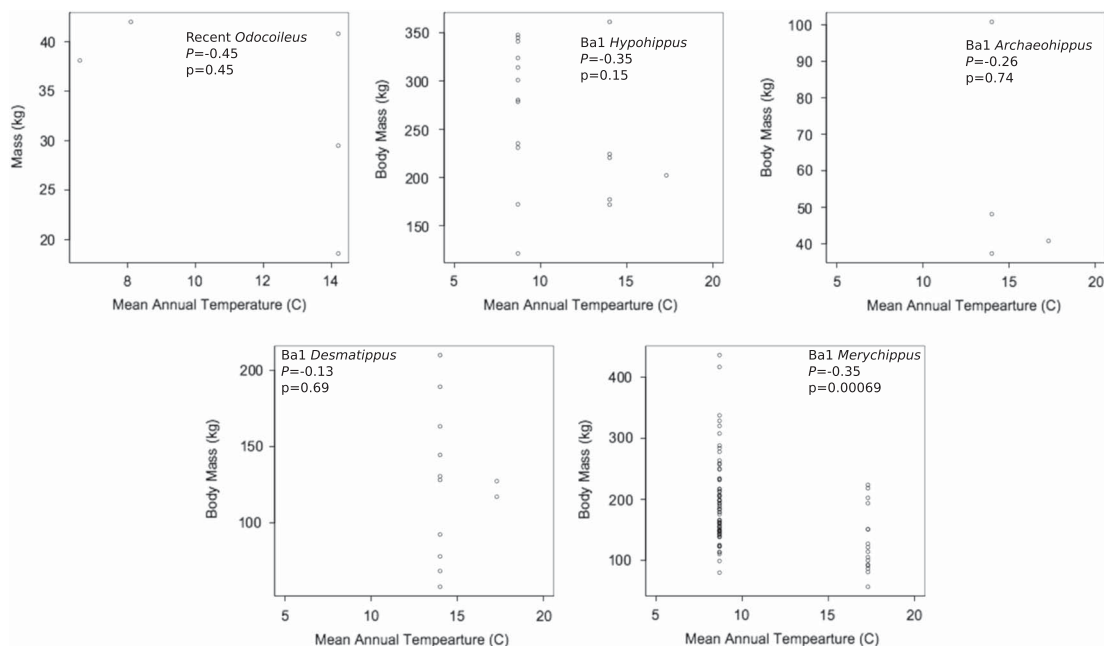 Recent Odocoileus
P=-0.45
p=0.45
Mass (kg)
40
35
30
25
20
8
10
12
14
Mean Annual Temperature (C)
Ba1 Hypohippus
P=-0.35
p=0.15
Body Mass (kg)
350
300
250
200
150
5
10
15
20
Mean Annual Tempearture (C)
Ba1 Archaeohippus
P=-0.26
p=0.74
Body Mass (kg)
100
90
80
70
60
50
40
5
10
15
20
Mean Annual Tempearture (C)
Ba1 Desmatippus
P=-0.13
p=0.69
Body Mass (kg)
200
150
100
5
10
15
20
Mean Annual Tempearture (C)
Ba1 Merychippus
P=-0.35
p=0.00069
Body Mass (kg)
400
300
200
100
5
10
15
20
Mean Annual Tempearture (C)